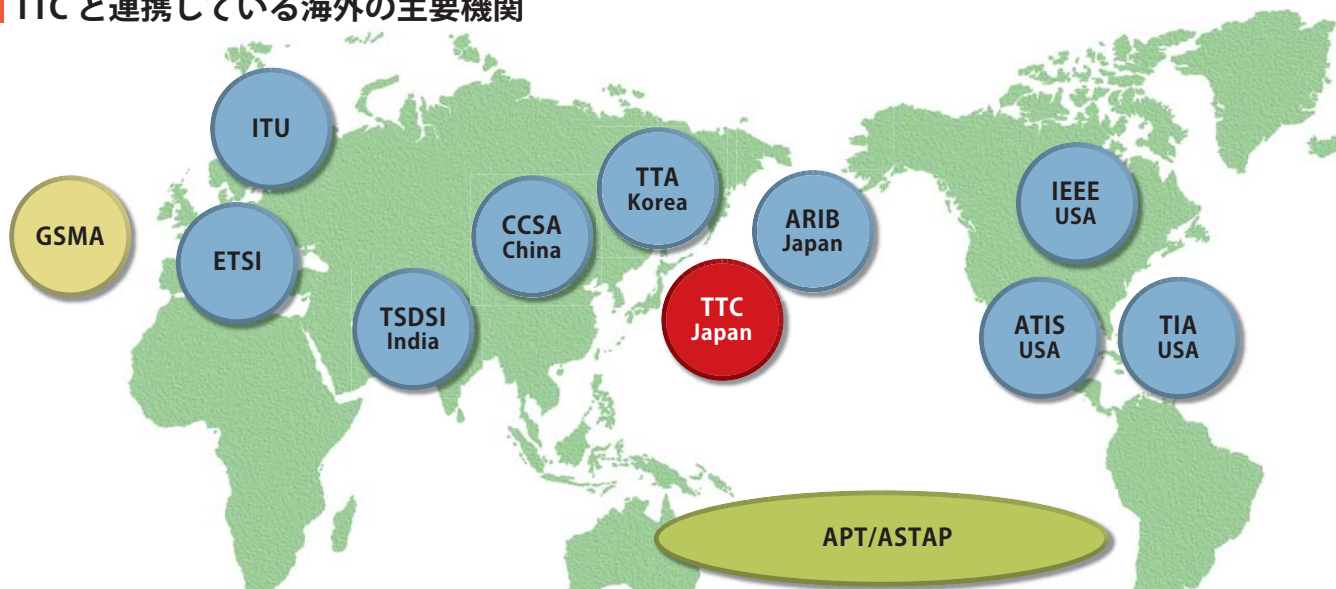 TTC と連携している海外の主要機関
ITU
GSMA
ETSI
TSDSI
India
CCSA
China
TTA
Korea
ARIB
Japan
TTC
Japan
IEEE
USA
ATIS
USA
TIA
USA
APT/ASTAP